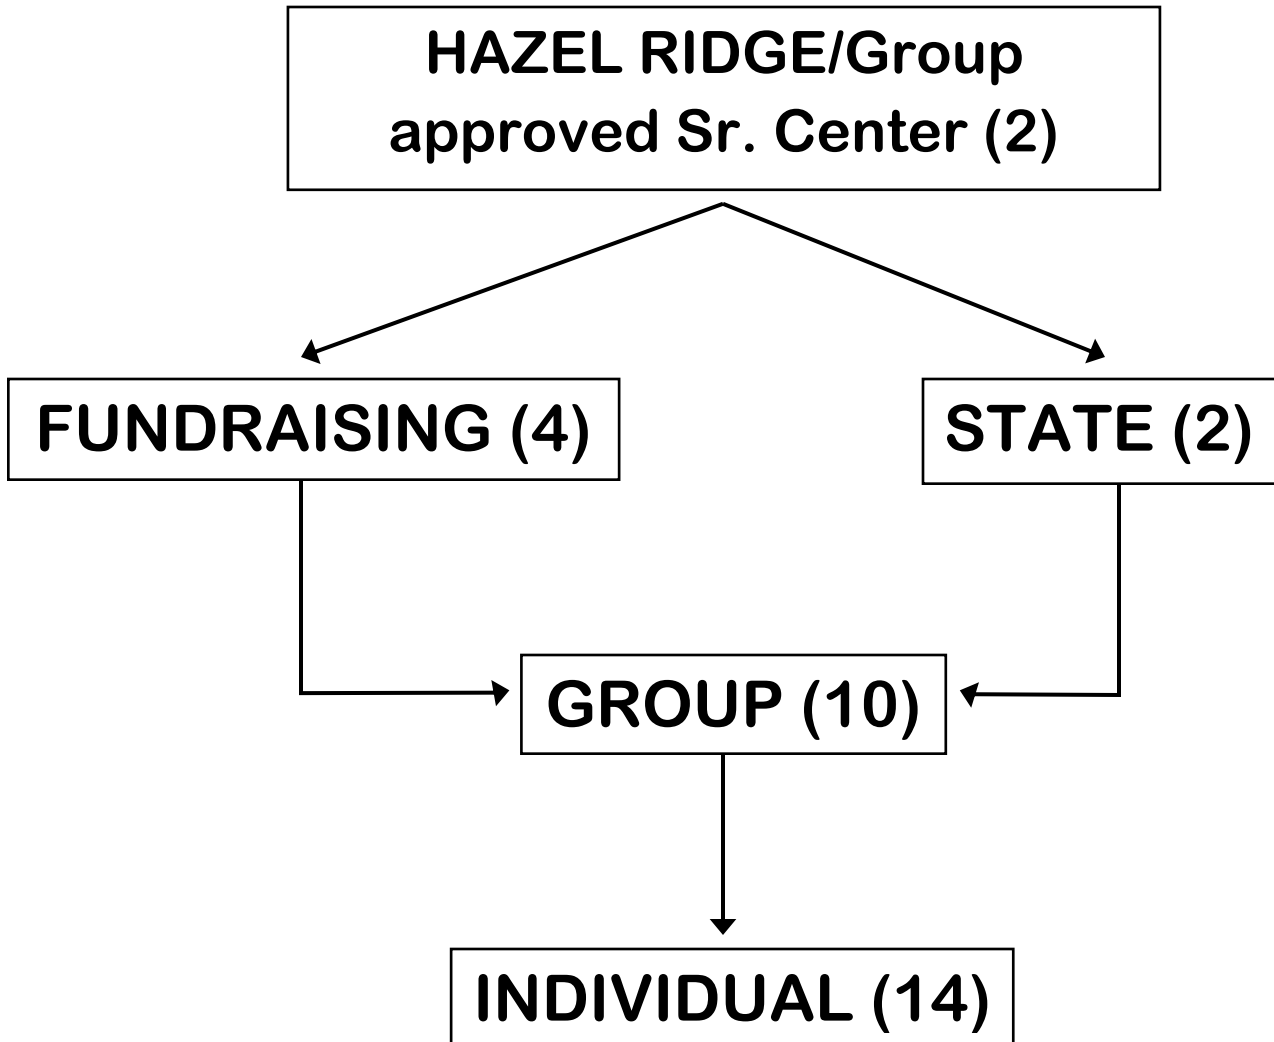 HAZEL RIDGE/Group
approved Sr. Center (2)
FUNDRAISING (4)
STATE (2)
GROUP (10)
INDIVIDUAL (14)